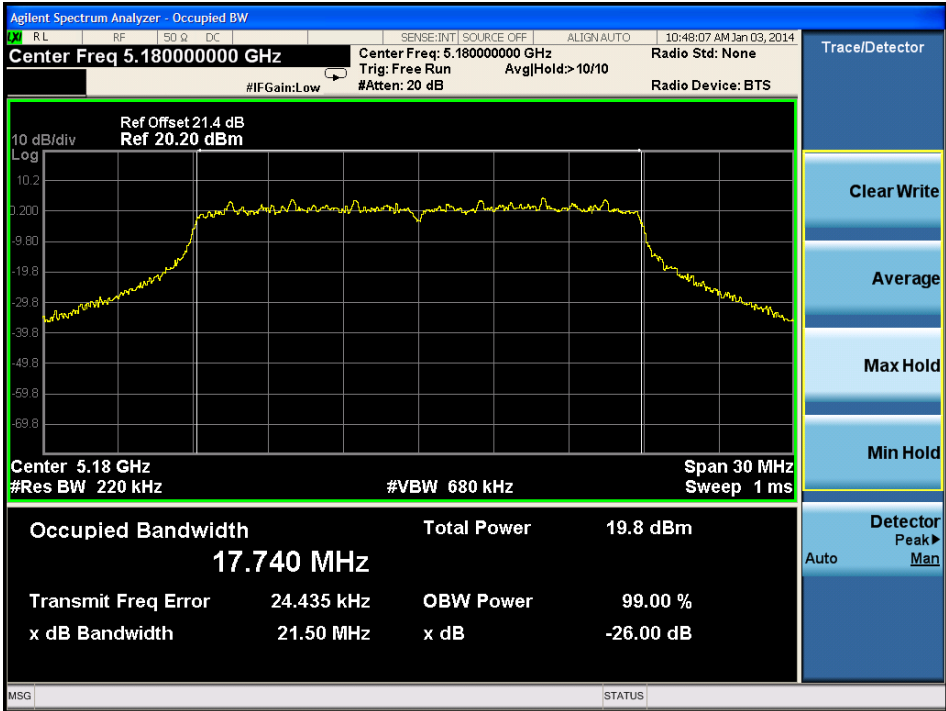 Agilent Spectrum Analyzer - Occupied BW
LXI RL RF 50 Ω DC SENSE:INT SOURCE OFF ALIGN AUTO 10:48:07 AM Jan 03, 2014
Center Freq 5.180000000 GHz
Center Freq: 5.180000000 GHz
Radio Std: None
Trig: Free Run Avg|Hold:>10/10
#IFGain:Low
#Atten: 20 dB
Radio Device: BTS
Trace/Detector
Ref Offset 21.4 dB
10 dB/div Ref 20.20 dBm
Log
10.2
0.200
-9.80
-19.8
-29.8
-39.8
-49.8
-59.8
-69.8
Center 5.18 GHz Span 30 MHz
#Res BW 220 kHz #VBW 680 kHz Sweep 1 ms
Occupied Bandwidth Total Power 19.8 dBm
17.740 MHz
Transmit Freq Error 24.435 kHz OBW Power 99.00 %
x dB Bandwidth 21.50 MHz x dB -26.00 dB
Clear Write
Average
Max Hold
Min Hold
Detector
Peak▶
Auto Man
MSG STATUS